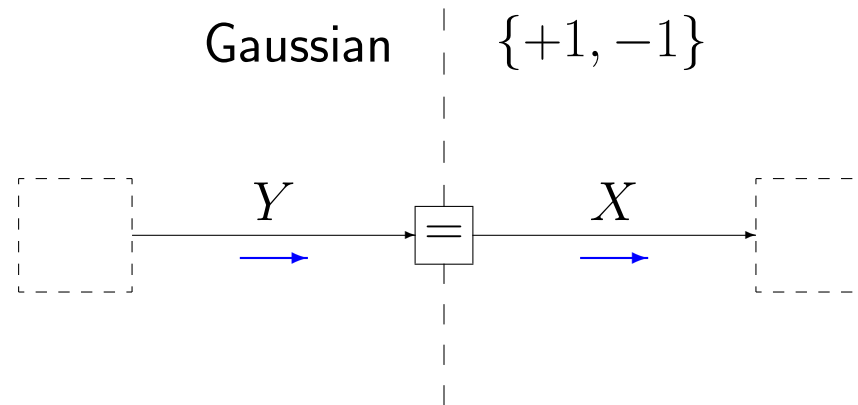 Gaussian {+1, −1}
Y = X